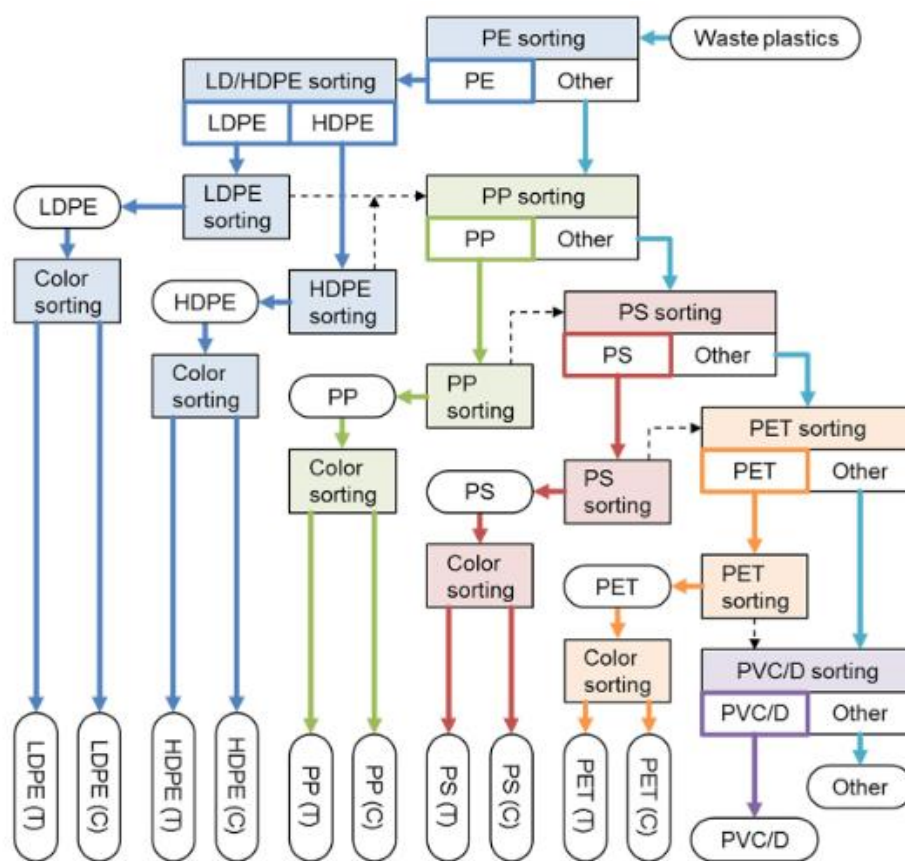 PE sorting
Waste plastics
LD/HDPE sorting
PE
Other
LDPE
HDPE
LDPE
LDPE
sorting
PP sorting
PP
Other
Color
sorting
HDPE
HDPE
sorting
PS sorting
PS
Other
Color
sorting
PP
PP
sorting
PET sorting
PET
Other
Color
sorting
PS
PS
sorting
Color
sorting
PET
PET
sorting
Color
sorting
PVC/D sorting
PVC/D
Other
LDPE (T)
LDPE (C)
HDPE (T)
HDPE (C)
PP (T)
PP (C)
PS (T)
PS (C)
PET (T)
PET (C)
Other
PVC/D